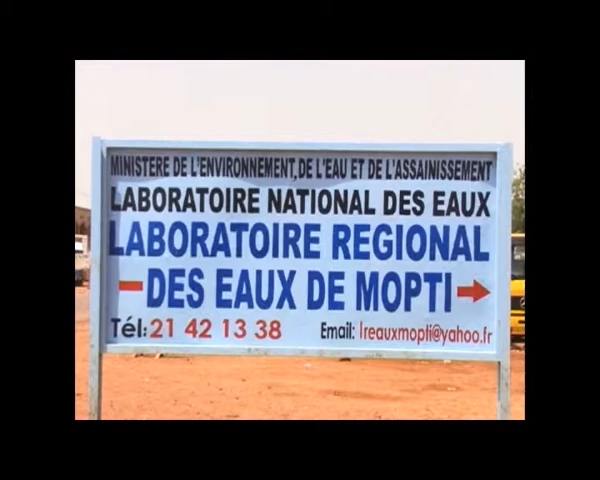 MINISTERE DE L'ENVIRONNEMENT, DE L'EAU ET DE L'ASSAINISSEMENT
LABORATOIRE NATIONAL DES EAUX
LABORATOIRE REGIONAL
DES EAUX DE MOPTI
Tél: 21 42 13 38 Email: lreauxmopti@yahoo.fr